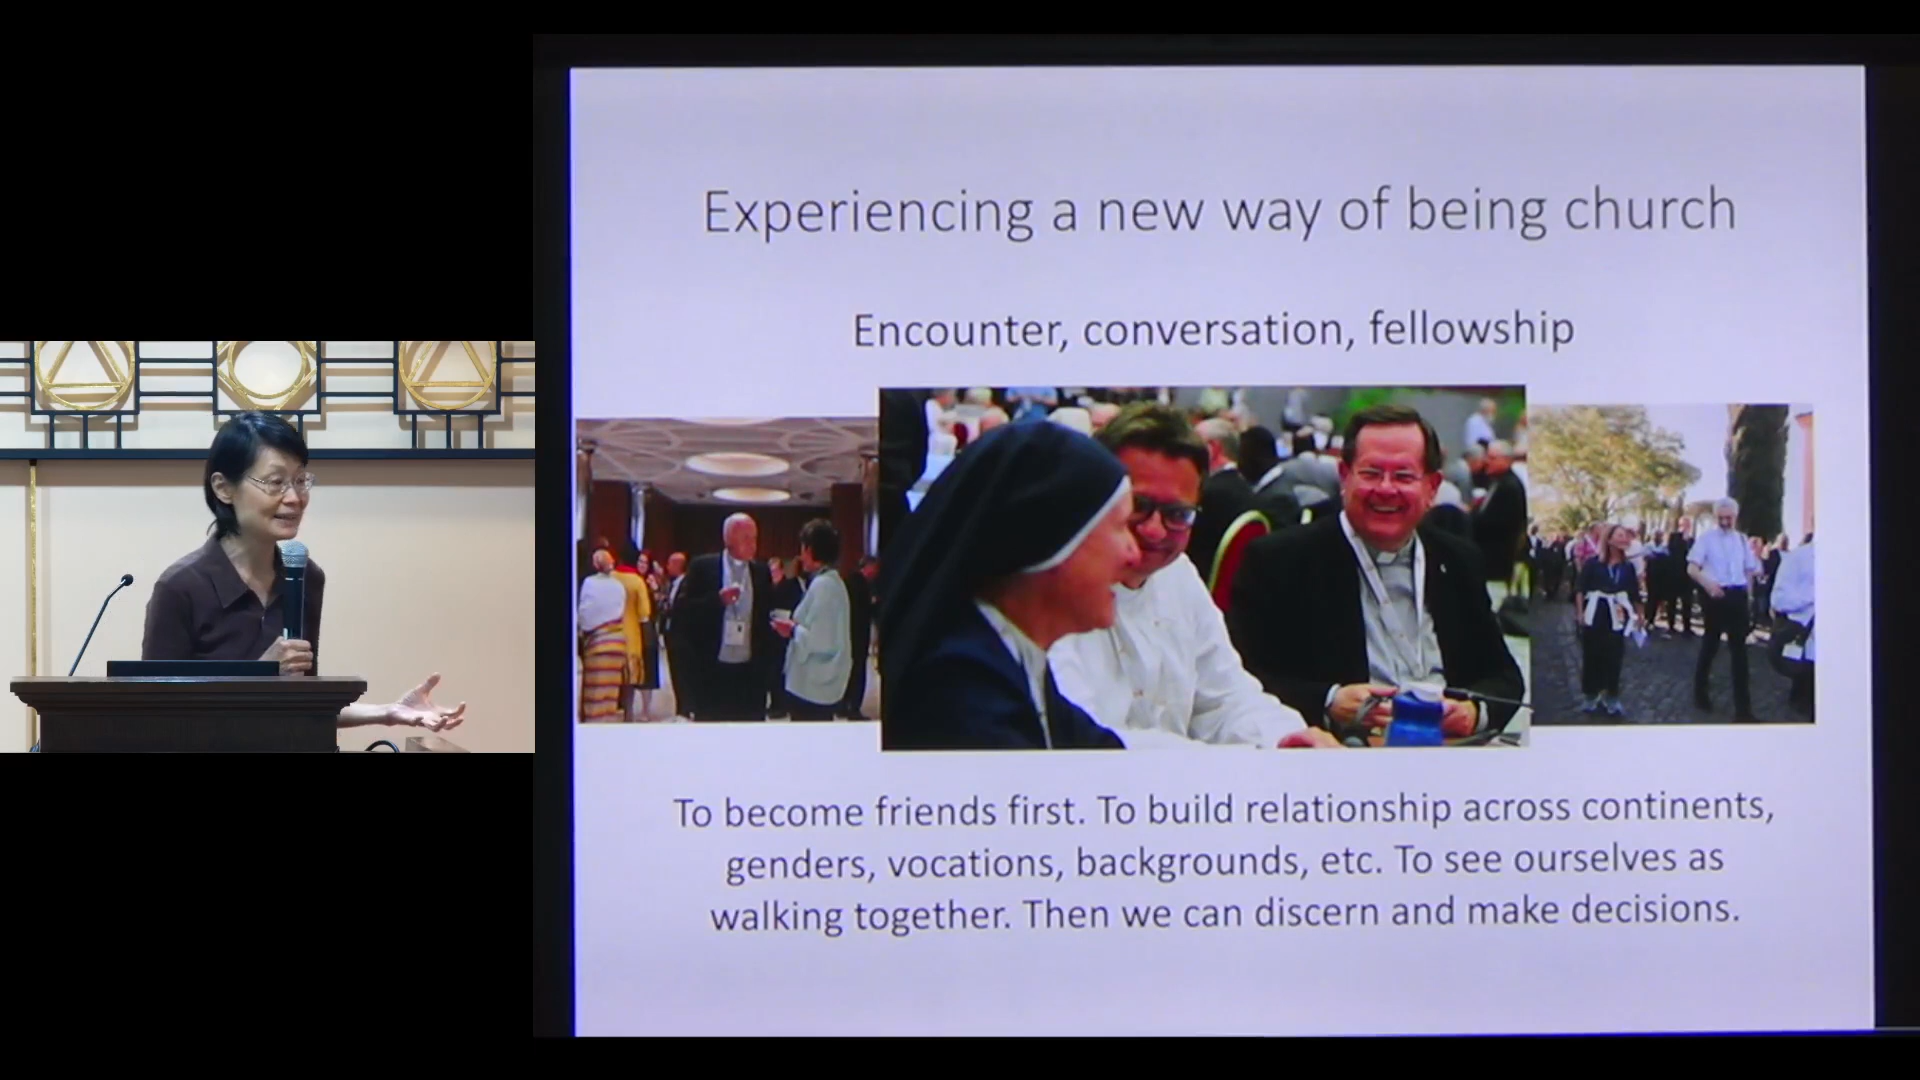 Experiencing a new way of being church
Encounter, conversation, fellowship
To become friends first. To build relationship across continents,
genders, vocations, backgrounds, etc. To see ourselves as
walking together. Then we can discern and make decisions.